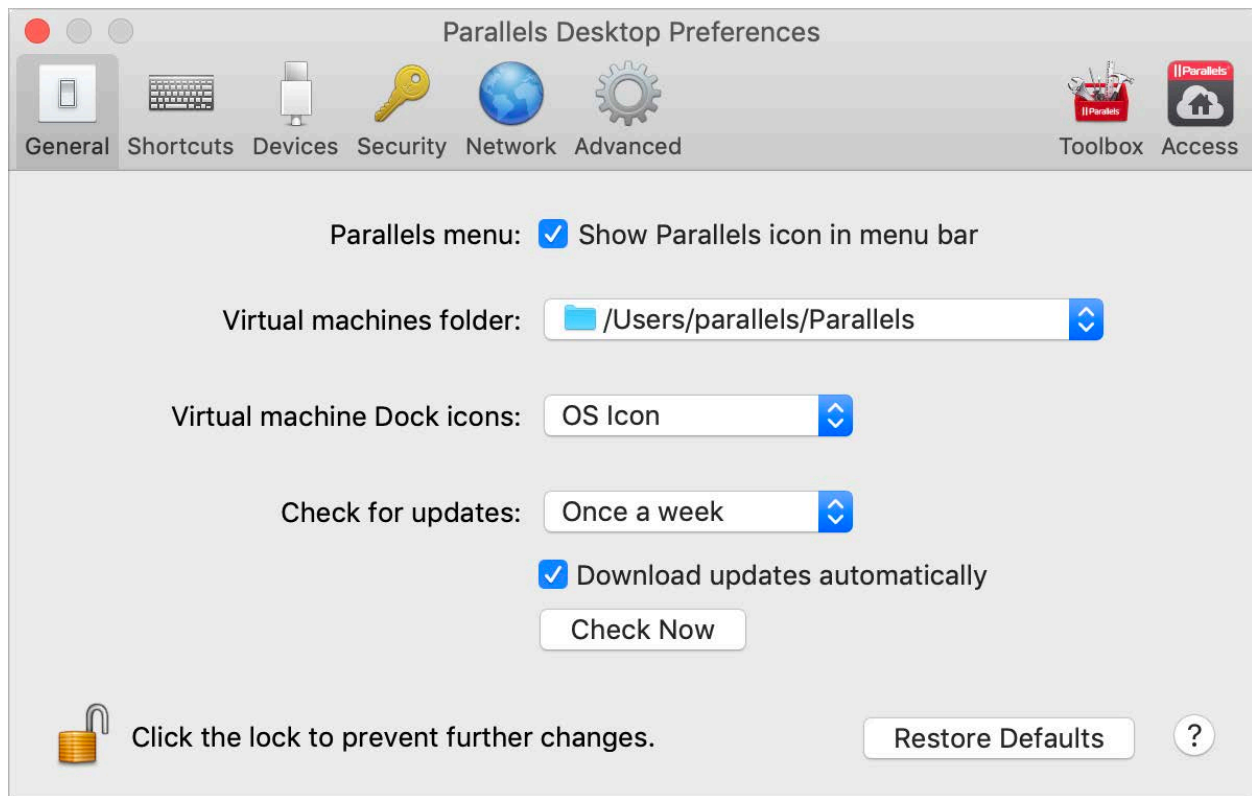 Parallels Desktop Preferences
||Parallels
||Parallels®
General Shortcuts Devices Security Network Advanced Toolbox Access
Parallels menu: Show Parallels icon in menu bar
Virtual machines folder: /Users/parallels/Parallels
Virtual machine Dock icons: OS Icon
Check for updates: Once a week
Download updates automatically
Check Now
Click the lock to prevent further changes. Restore Defaults ?